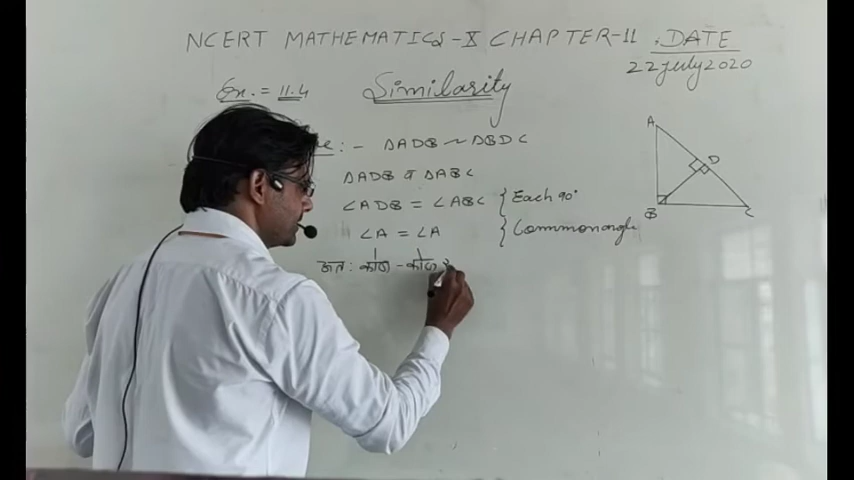 NCERT MATHEMATICS-X CHAPTER-11 . DATE
22 July 2020
Ex. = 11.4 Similarity
:- ΔADB ~ ΔBDC
ΔADB व ΔABC
∠ADB = ∠ABC { Each 90°
∠A = ∠A { Common angle
अतः कोण - कोण
A
D
B
C